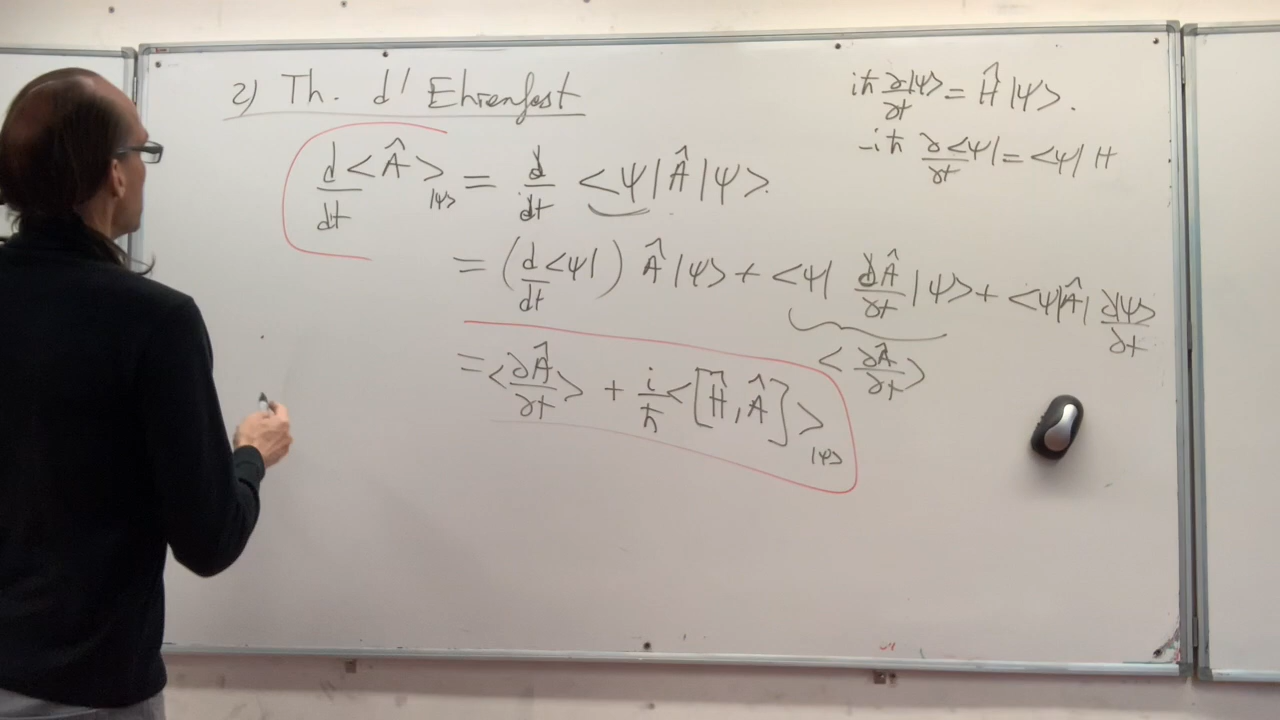 2) Th. d' Ehrenfest
iħ ∂|ψ>/∂t = Ĥ |ψ>.
-iħ ∂<ψ|/∂t = <ψ| H
d/dt <Â>|ψ> = d/dt <ψ| Â |ψ>.
= (d/dt <ψ|) Â |ψ> + <ψ| ∂Â/∂t |ψ> + <ψ|Â| ∂|ψ>/∂t
<∂Â/∂t>
= <∂Â/∂t> + i/ħ <[Ĥ, Â]>|ψ>